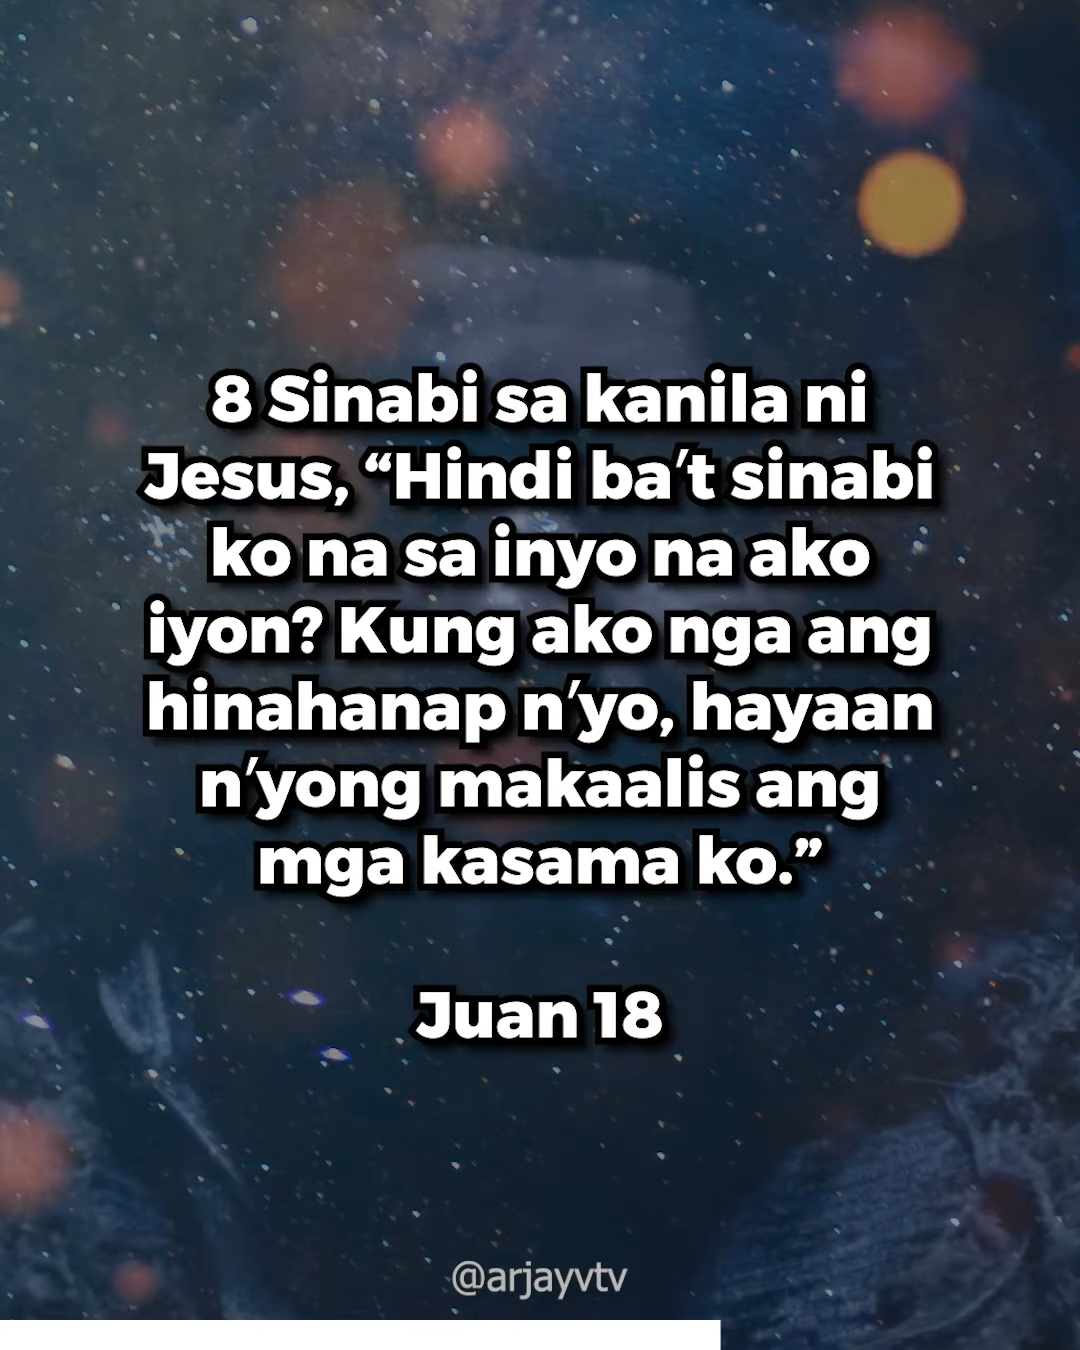 8 Sinabi sa kanila ni
Jesus, “Hindi ba’t sinabi
ko na sa inyo na ako
iyon? Kung ako nga ang
hinahanap n’yo, hayaan
n’yong makaalis ang
mga kasama ko.”
Juan 18
@arjayvtv